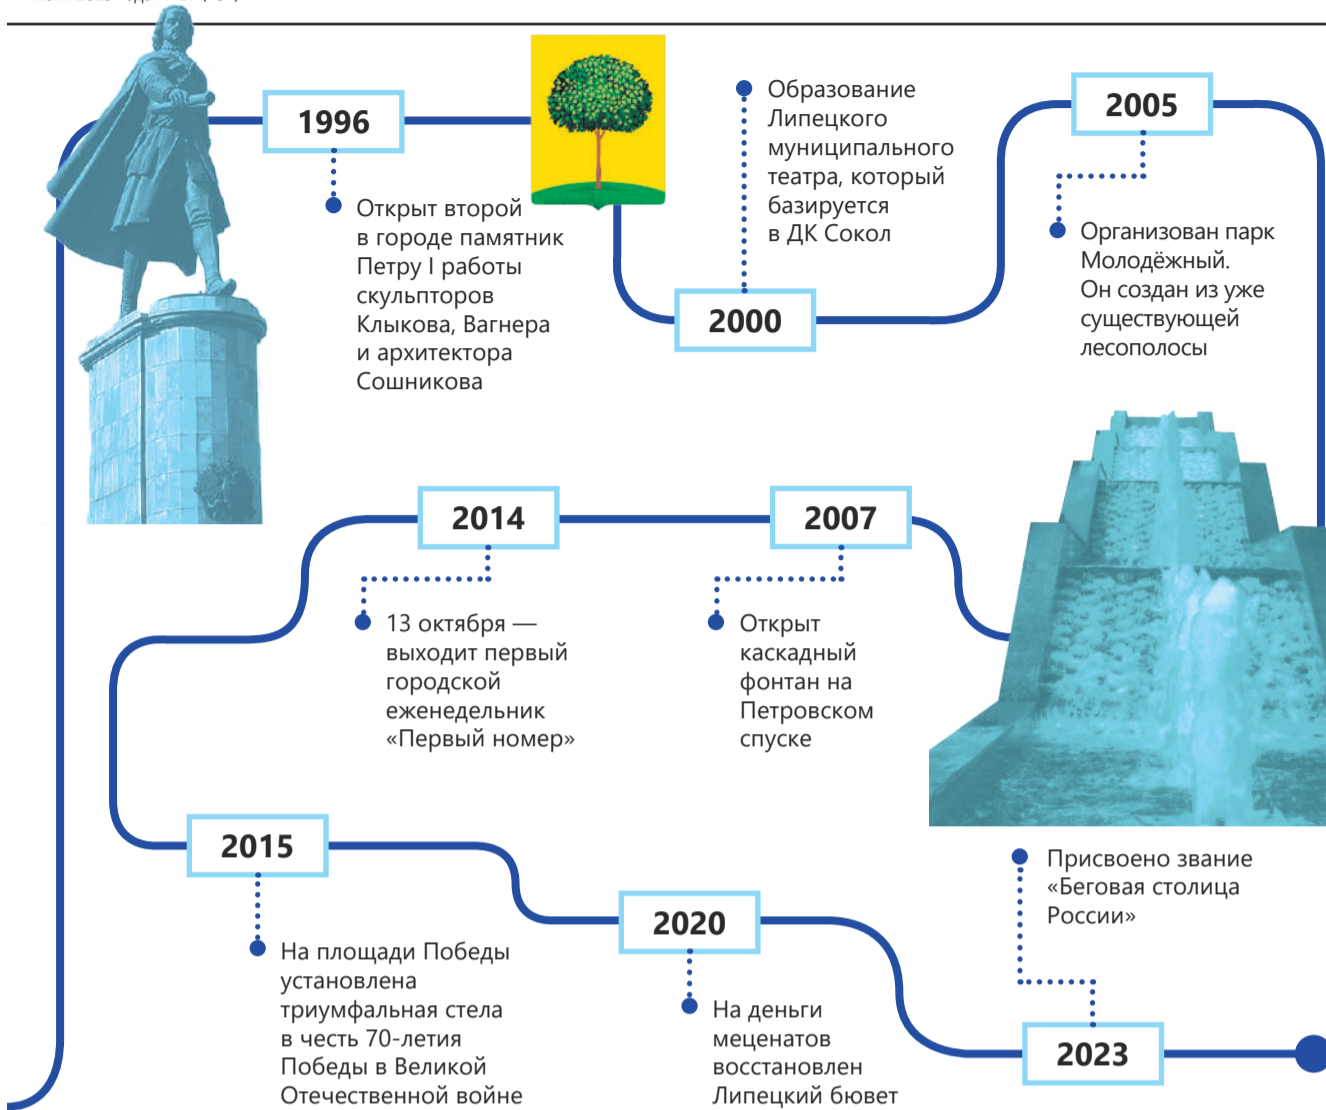 1996
Открыт второй
в городе памятник
Петру I работы
скульпторов
Клыкова, Вагнера
и архитектора
Сошникова
2000
Образование
Липецкого
муниципального
театра, который
базируется
в ДК Сокол
2005
Организован парк
Молодёжный.
Он создан из уже
существующей
лесополосы
2007
Открыт
каскадный
фонтан на
Петровском
спуске
2014
13 октября —
выходит первый
городской
еженедельник
«Первый номер»
2015
На площади Победы
установлена
триумфальная стела
в честь 70-летия
Победы в Великой
Отечественной войне
2020
На деньги
меценатов
восстановлен
Липецкий бювет
2023
Присвоено звание
«Беговая столица
России»